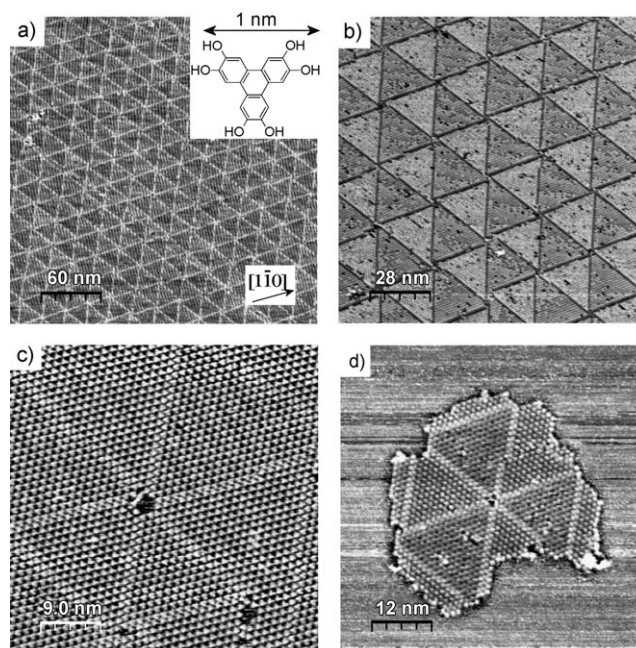 a)
1 nm
OH
HO
OH
HO
OH
HO
OH
60 nm
[11̄0]
b)
28 nm
c)
9.0 nm
d)
12 nm